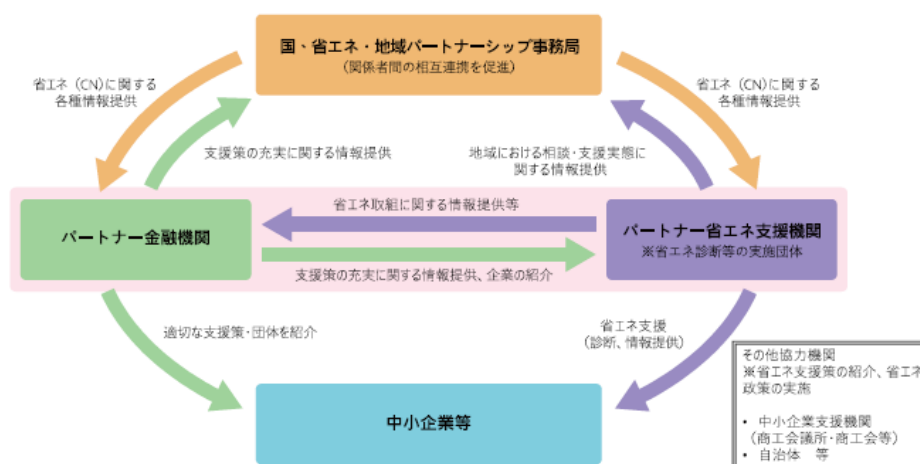 国、省エネ・地域パートナーシップ事務局
(関係者間の相互連携を促進)
省エネ (CN)に関する
各種情報提供
省エネ (CN)に関する
各種情報提供
支援策の充実に関する情報提供
地域における相談・支援実態に
関する情報提供
省エネ取組に関する情報提供等
パートナー金融機関
パートナー省エネ支援機関
※省エネ診断等の実施団体
支援策の充実に関する情報提供、企業の紹介
適切な支援策・団体を紹介
省エネ支援
(診断、情報提供)
中小企業等
その他協力機関
※省エネ支援策の紹介、省エネ
政策の実施
• 中小企業支援機関
(商工会議所・商工会等)
• 自治体 等